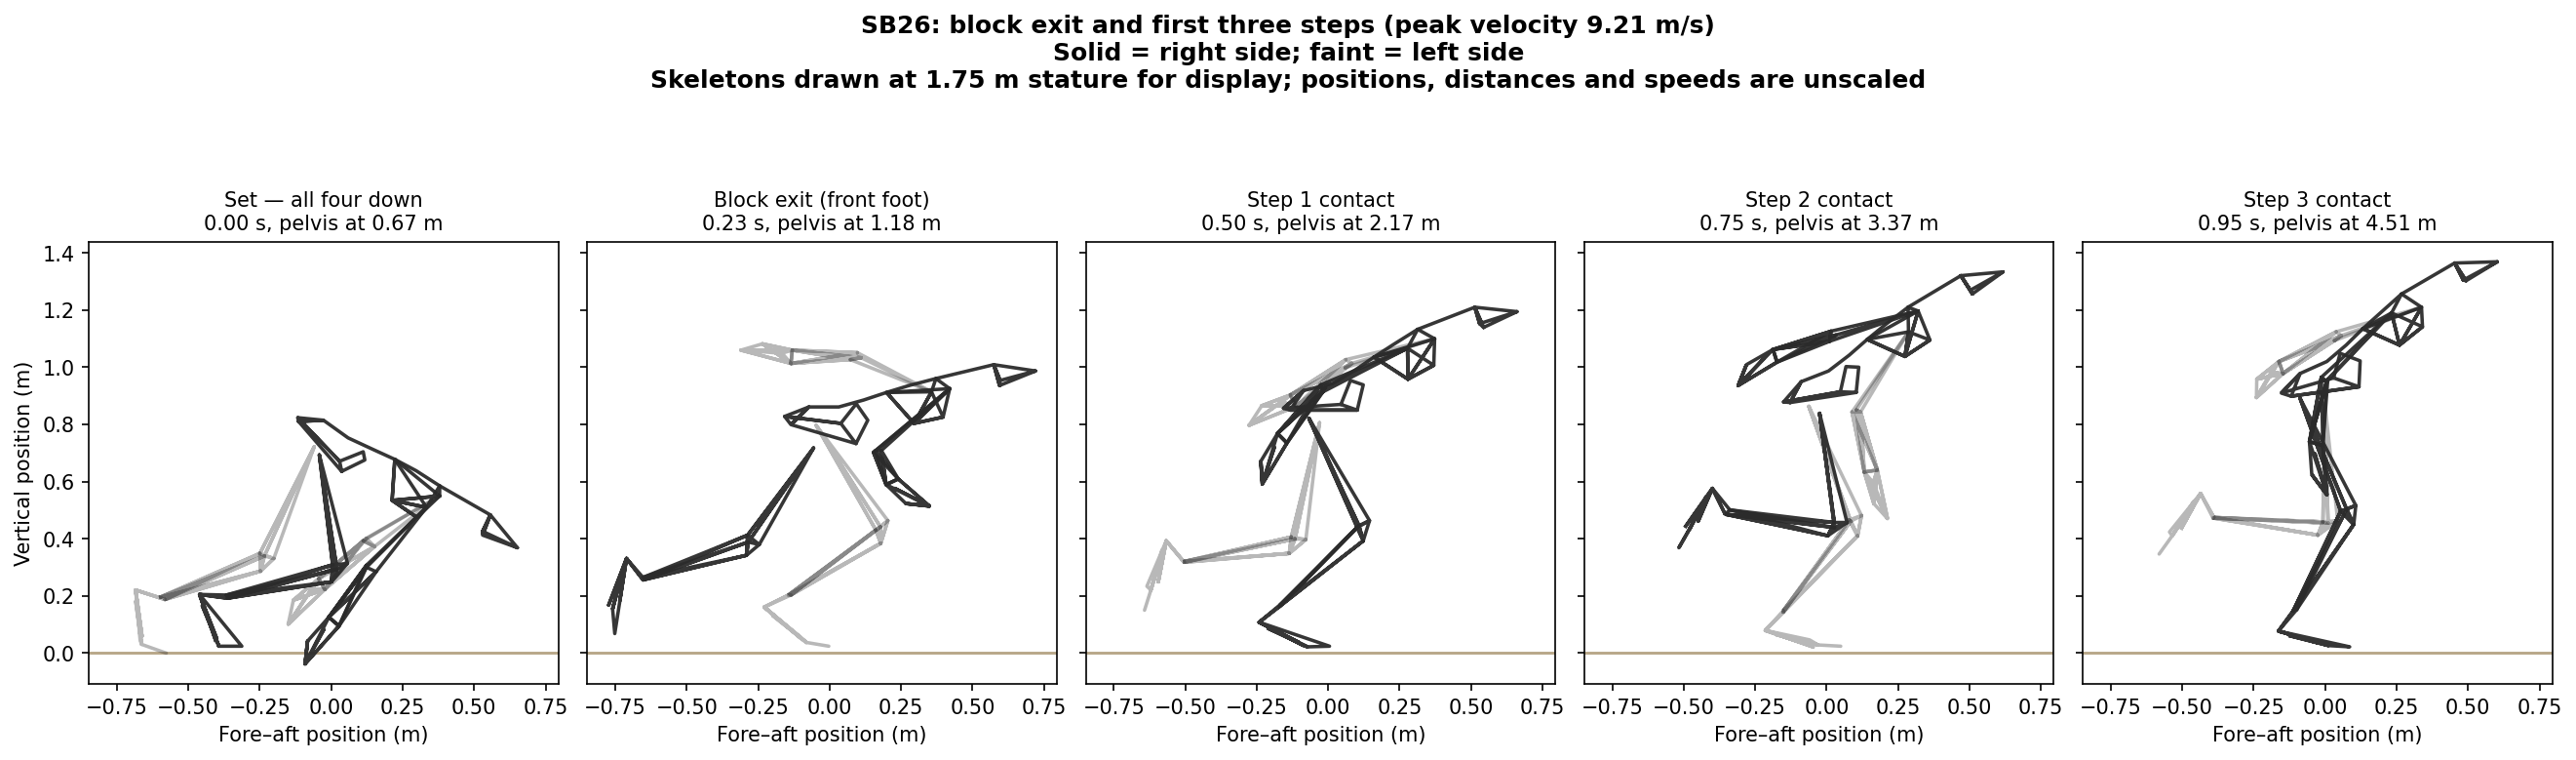 SB26: block exit and first three steps (peak velocity 9.21 m/s)
Solid = right side; faint = left side
Skeletons drawn at 1.75 m stature for display; positions, distances and speeds are unscaled
Set — all four down
0.00 s, pelvis at 0.67 m
Block exit (front foot)
0.23 s, pelvis at 1.18 m
Step 1 contact
0.50 s, pelvis at 2.17 m
Step 2 contact
0.75 s, pelvis at 3.37 m
Step 3 contact
0.95 s, pelvis at 4.51 m
Vertical position (m)
1.4
1.2
1.0
0.8
0.6
0.4
0.2
0.0
−0.75 −0.50 −0.25 0.00 0.25 0.50 0.75
−0.75 −0.50 −0.25 0.00 0.25 0.50 0.75
−0.75 −0.50 −0.25 0.00 0.25 0.50 0.75
−0.75 −0.50 −0.25 0.00 0.25 0.50 0.75
−0.75 −0.50 −0.25 0.00 0.25 0.50 0.75
Fore–aft position (m)
Fore–aft position (m)
Fore–aft position (m)
Fore–aft position (m)
Fore–aft position (m)